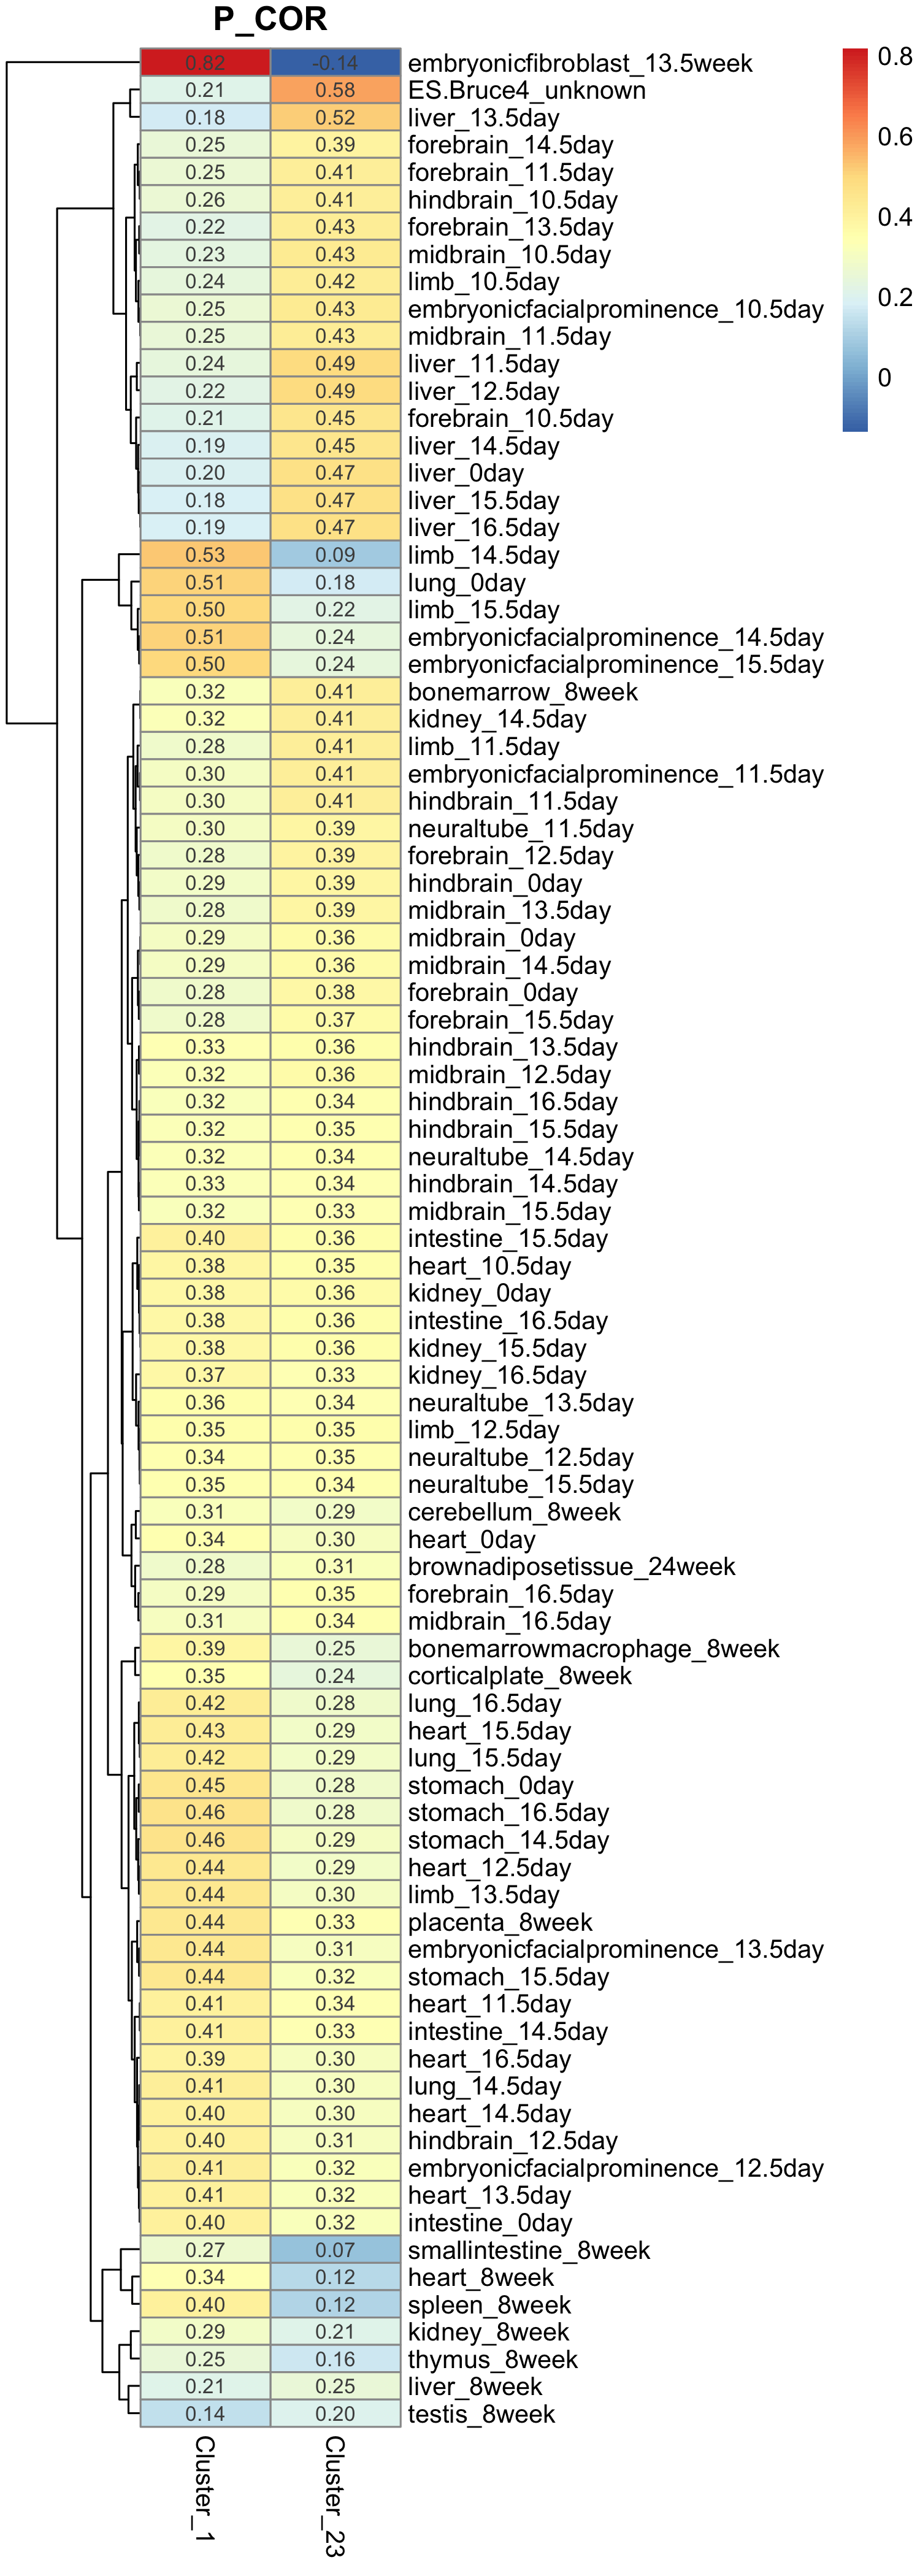 P_COR
0.82 -0.14 embryonicfibroblast_13.5week
0.21 0.58 ES.Bruce4_unknown
0.18 0.52 liver_13.5day
0.25 0.39 forebrain_14.5day
0.25 0.41 forebrain_11.5day
0.26 0.41 hindbrain_10.5day
0.22 0.43 forebrain_13.5day
0.23 0.43 midbrain_10.5day
0.24 0.42 limb_10.5day
0.25 0.43 embryonicfacialprominence_10.5day
0.25 0.43 midbrain_11.5day
0.24 0.49 liver_11.5day
0.22 0.49 liver_12.5day
0.21 0.45 forebrain_10.5day
0.19 0.45 liver_14.5day
0.20 0.47 liver_0day
0.18 0.47 liver_15.5day
0.19 0.47 liver_16.5day
0.53 0.09 limb_14.5day
0.51 0.18 lung_0day
0.50 0.22 limb_15.5day
0.51 0.24 embryonicfacialprominence_14.5day
0.50 0.24 embryonicfacialprominence_15.5day
0.32 0.41 bonemarrow_8week
0.32 0.41 kidney_14.5day
0.28 0.41 limb_11.5day
0.30 0.41 embryonicfacialprominence_11.5day
0.30 0.41 hindbrain_11.5day
0.30 0.39 neuraltube_11.5day
0.28 0.39 forebrain_12.5day
0.29 0.39 hindbrain_0day
0.28 0.39 midbrain_13.5day
0.29 0.36 midbrain_0day
0.29 0.36 midbrain_14.5day
0.28 0.38 forebrain_0day
0.28 0.37 forebrain_15.5day
0.33 0.36 hindbrain_13.5day
0.32 0.36 midbrain_12.5day
0.32 0.34 hindbrain_16.5day
0.32 0.35 hindbrain_15.5day
0.32 0.34 neuraltube_14.5day
0.33 0.34 hindbrain_14.5day
0.32 0.33 midbrain_15.5day
0.40 0.36 intestine_15.5day
0.38 0.35 heart_10.5day
0.38 0.36 kidney_0day
0.38 0.36 intestine_16.5day
0.38 0.36 kidney_15.5day
0.37 0.33 kidney_16.5day
0.36 0.34 neuraltube_13.5day
0.35 0.35 limb_12.5day
0.34 0.35 neuraltube_12.5day
0.35 0.34 neuraltube_15.5day
0.31 0.29 cerebellum_8week
0.34 0.30 heart_0day
0.28 0.31 brownadiposetissue_24week
0.29 0.35 forebrain_16.5day
0.31 0.34 midbrain_16.5day
0.39 0.25 bonemarrowmacrophage_8week
0.35 0.24 corticalplate_8week
0.42 0.28 lung_16.5day
0.43 0.29 heart_15.5day
0.42 0.29 lung_15.5day
0.45 0.28 stomach_0day
0.46 0.28 stomach_16.5day
0.46 0.29 stomach_14.5day
0.44 0.29 heart_12.5day
0.44 0.30 limb_13.5day
0.44 0.33 placenta_8week
0.44 0.31 embryonicfacialprominence_13.5day
0.44 0.32 stomach_15.5day
0.41 0.34 heart_11.5day
0.41 0.33 intestine_14.5day
0.39 0.30 heart_16.5day
0.41 0.30 lung_14.5day
0.40 0.30 heart_14.5day
0.40 0.31 hindbrain_12.5day
0.41 0.32 embryonicfacialprominence_12.5day
0.41 0.32 heart_13.5day
0.40 0.32 intestine_0day
0.27 0.07 smallintestine_8week
0.34 0.12 heart_8week
0.40 0.12 spleen_8week
0.29 0.21 kidney_8week
0.25 0.16 thymus_8week
0.21 0.25 liver_8week
0.14 0.20 testis_8week
Cluster_1
Cluster_23
0.8
0.6
0.4
0.2
0